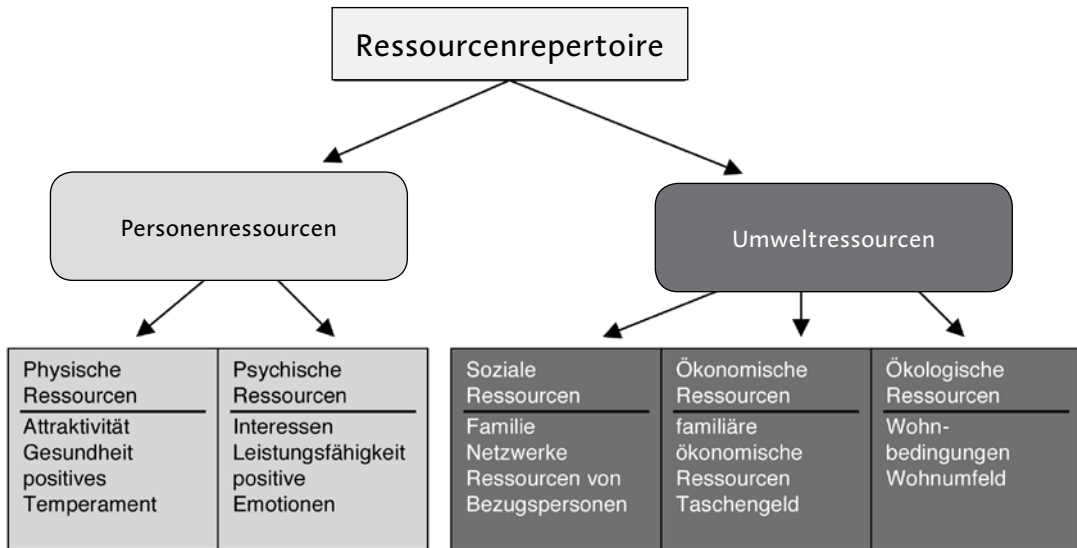 Ressourcenrepertoire
Personenressourcen
Umweltressourcen
Physische
Ressourcen
Attraktivität
Gesundheit
positives
Temperament
Psychische
Ressourcen
Interessen
Leistungsfähigkeit
positive
Emotionen
Soziale
Ressourcen
Familie
Netzwerke
Ressourcen von
Bezugspersonen
Ökonomische
Ressourcen
familiäre
ökonomische
Ressourcen
Taschengeld
Ökologische
Ressourcen
Wohn-
bedingungen
Wohnumfeld